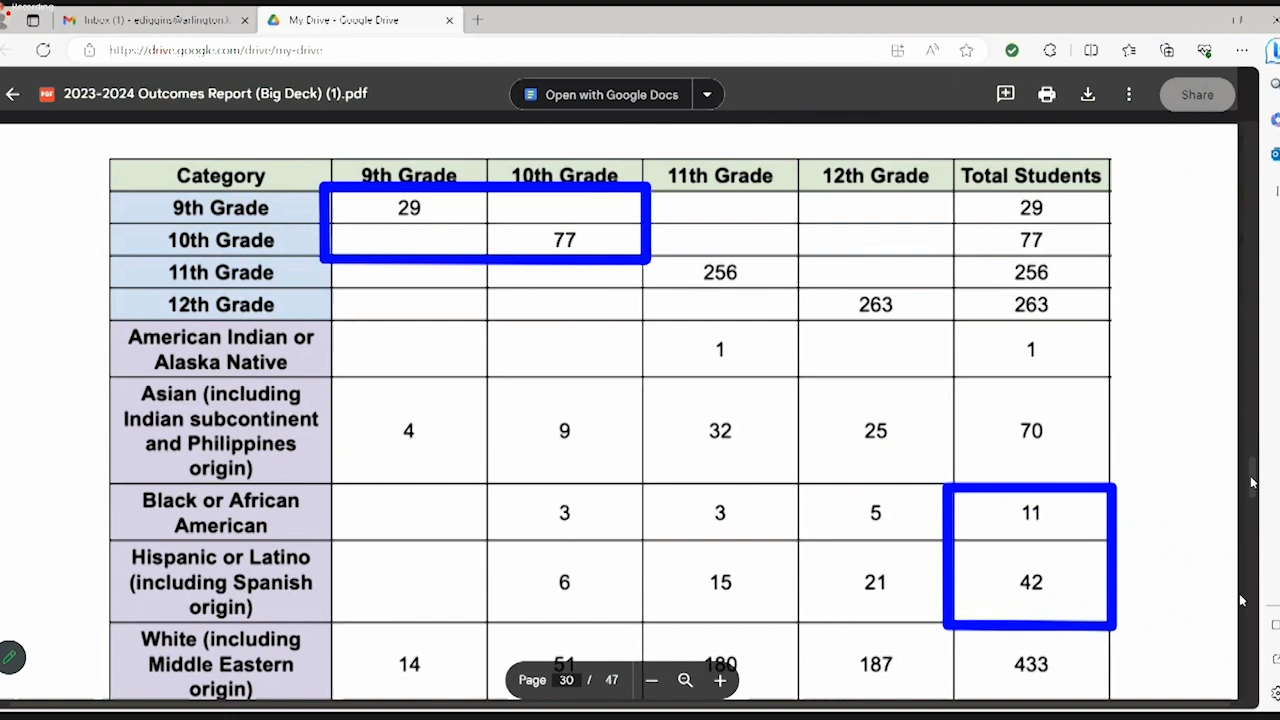 Recording
Inbox (1) - ediggins@arlington.k
My Drive - Google Drive
https://drive.google.com/drive/my-drive
2023-2024 Outcomes Report (Big Deck) (1).pdf
Open with Google Docs
Share
Category 9th Grade 10th Grade 11th Grade 12th Grade Total Students
9th Grade 29 29
10th Grade 77 77
11th Grade 256 256
12th Grade 263 263
American Indian or
Alaska Native
1 1
Asian (including
Indian subcontinent
and Philippines
origin)
4 9 32 25 70
Black or African
American
3 3 5 11
Hispanic or Latino
(including Spanish
origin)
6 15 21 42
White (including
Middle Eastern
origin)
14 51 180 187 433
Page 30 / 47